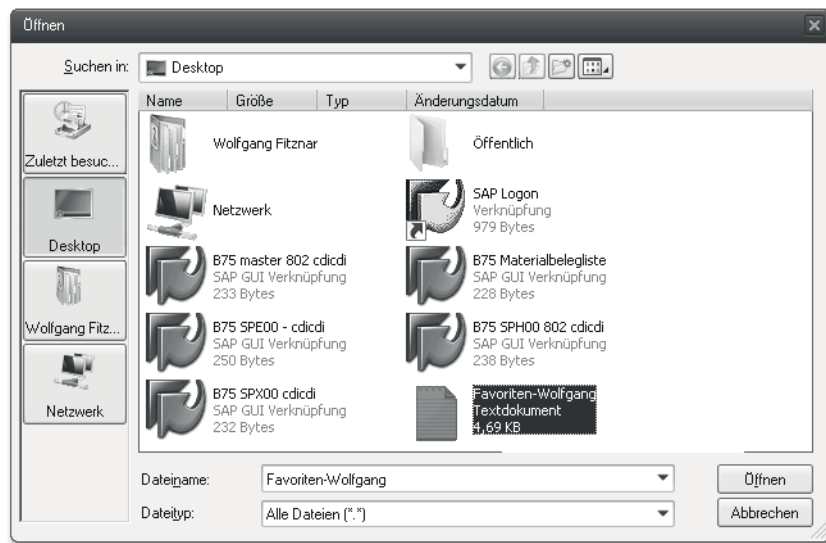 Öffnen
Suchen in:
Desktop
Name Größe Typ Änderungsdatum
Zuletzt besuc...
Desktop
Wolfgang Fitz...
Netzwerk
Wolfgang Fitznar
Öffentlich
Netzwerk
SAP Logon
Verknüpfung
979 Bytes
B75 master 802 cdicdi
SAP GUI Verknüpfung
233 Bytes
B75 Materialbelegliste
SAP GUI Verknüpfung
228 Bytes
B75 SPE00 - cdicdi
SAP GUI Verknüpfung
250 Bytes
B75 SPH00 802 cdicdi
SAP GUI Verknüpfung
238 Bytes
B75 SPX00 cdicdi
SAP GUI Verknüpfung
232 Bytes
Favoriten-Wolfgang
Textdokument
4,69 KB
Dateiname: Favoriten-Wolfgang
Öffnen
Dateityp: Alle Dateien (*.*)
Abbrechen